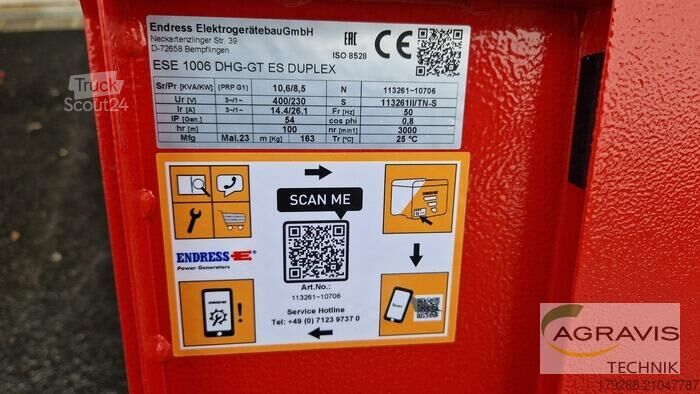 Endress ElektrogerätebauGmbH
Neckartenzlinger Str. 39
D-72658 Bempflingen
EAC
ISO 8528
CE
ESE 1006 DHG-GT ES DUPLEX
Sr/Pr [KVA/KW] (PRP G1) 10,6/8,5 N 113261~10706
Ur [V] 3~/1~ 400/230 S 113261II/TN-S
Ir [A] 3~/1~ 14.4/26.1 Fr [Hz] 50
IP [Gen.] 54 cos phi 0,8
hr [m] 100 nr [min1] 3000
Mfg Mai.23 m [Kg] 163 Tr [°C] 25 °C
Truck
Scout24
SCAN ME
ENDRESS
Power Generators
Art.No.:
113261~10706
Service Hotline
Tel: +49 (0) 7123 9737 0
Scan
AGRAVIS
TECHNIK
179288-21047787